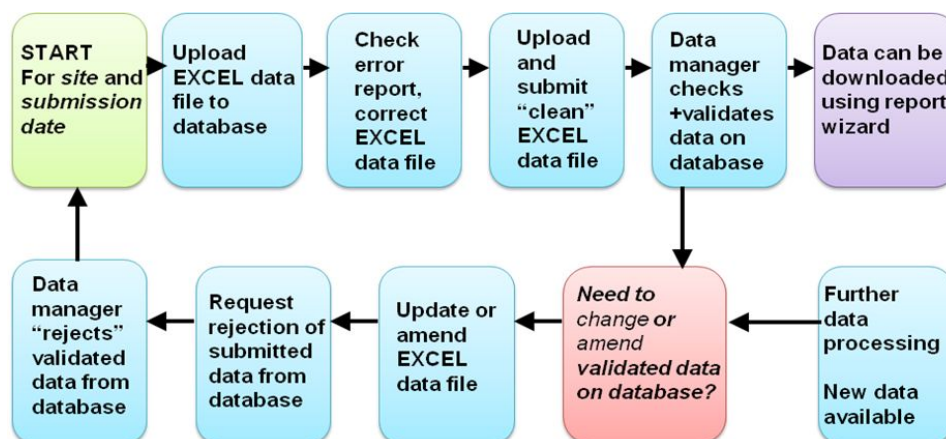 START
For site and
submission
date
Upload
EXCEL data
file to
database
Check
error
report,
correct
EXCEL
data file
Upload
and
submit
“clean”
EXCEL
data file
Data
manager
checks
+validates
data on
database
Data can be
downloaded
using report
wizard
Data
manager
“rejects”
validated
data from
database
Request
rejection of
submitted
data from
database
Update or
amend
EXCEL
data file
Need to
change or
amend
validated data
on database?
Further
data
processing
New data
available